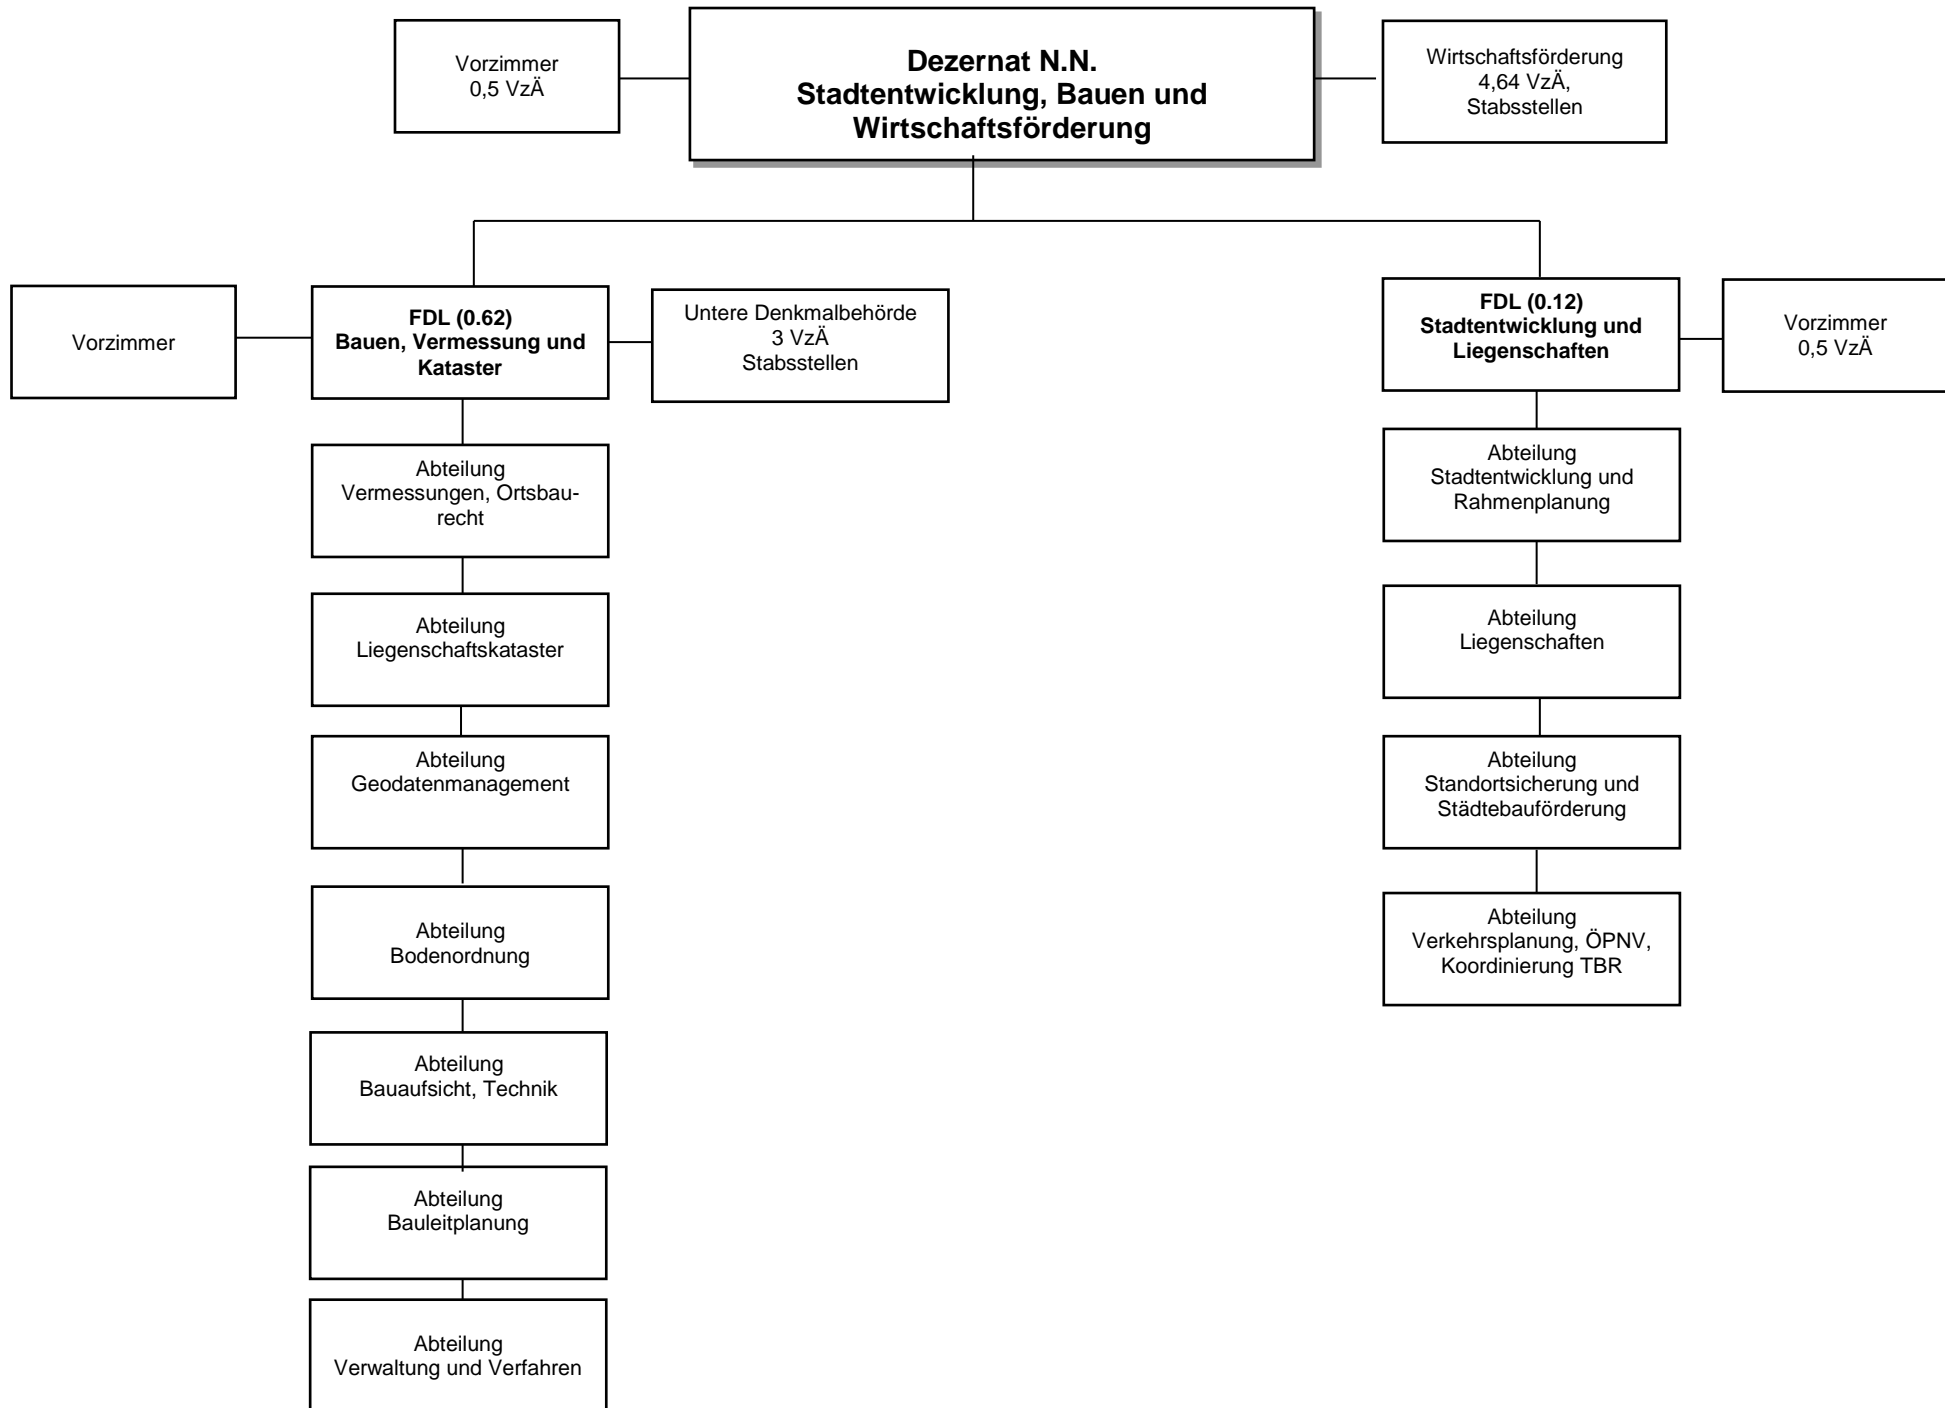 Vorzimmer
0,5 VzÄ
Dezernat N.N.
Stadtentwicklung, Bauen und
Wirtschaftsförderung
Wirtschaftsförderung
4,64 VzÄ,
Stabsstellen
Vorzimmer
FDL (0.62)
Bauen, Vermessung und
Kataster
Untere Denkmalbehörde
3 VzÄ
Stabsstellen
FDL (0.12)
Stadtentwicklung und
Liegenschaften
Vorzimmer
0,5 VzÄ
Abteilung
Vermessungen, Ortsbau-
recht
Abteilung
Liegenschaftskataster
Abteilung
Geodatenmanagement
Abteilung
Bodenordnung
Abteilung
Bauaufsicht, Technik
Abteilung
Bauleitplanung
Abteilung
Verwaltung und Verfahren
Abteilung
Stadtentwicklung und
Rahmenplanung
Abteilung
Liegenschaften
Abteilung
Standortsicherung und
Städtebauförderung
Abteilung
Verkehrsplanung, ÖPNV,
Koordinierung TBR